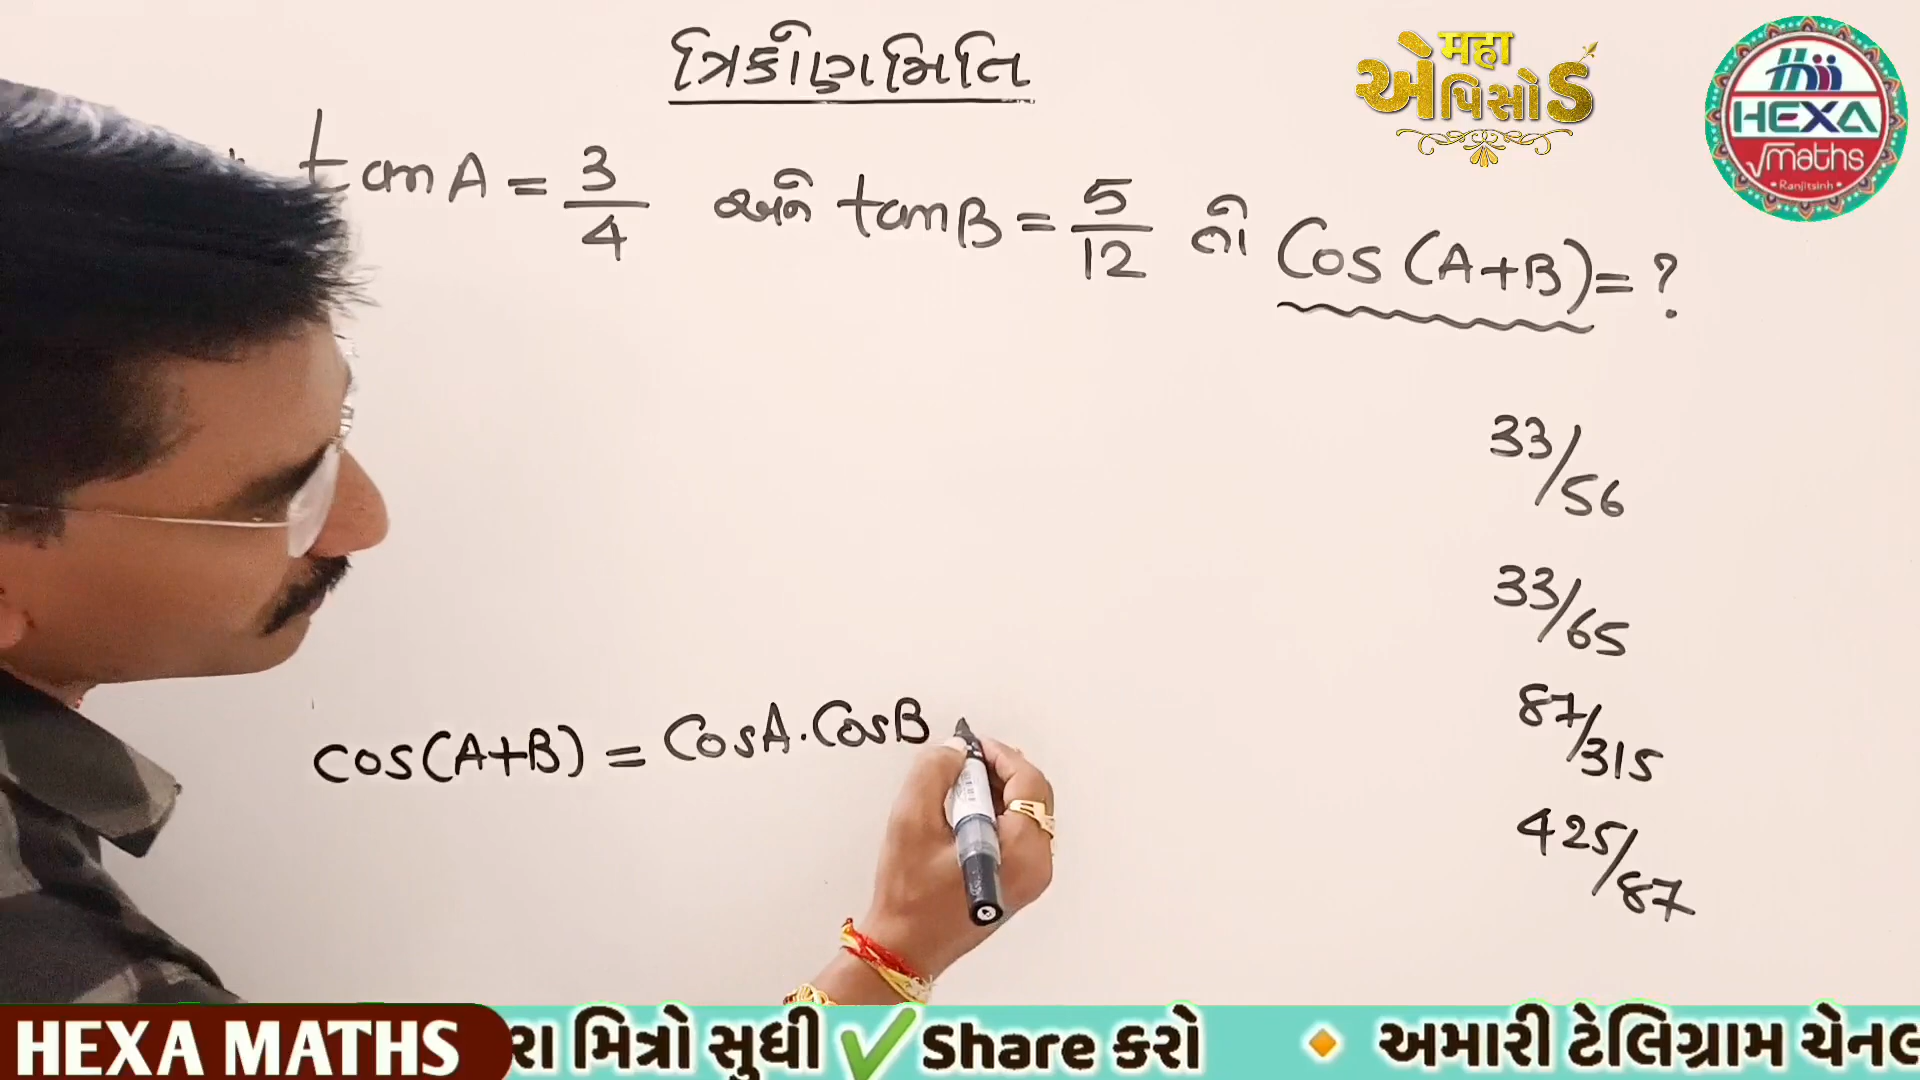 ત્રિકોણમિતિ
મહા
એપિસોડ
HEXA
√maths
Ranjitsinh
tanA = 3/4 અને tanB = 5/12 તો Cos (A+B) = ?
33/56
33/65
87/315
425/87
cos(A+B) = CosA. CosB
HEXA MATHS રા મિત્રો સુધી ✅ Share કરો 🔸 અમારી ટેલિગ્રામ ચેનલ